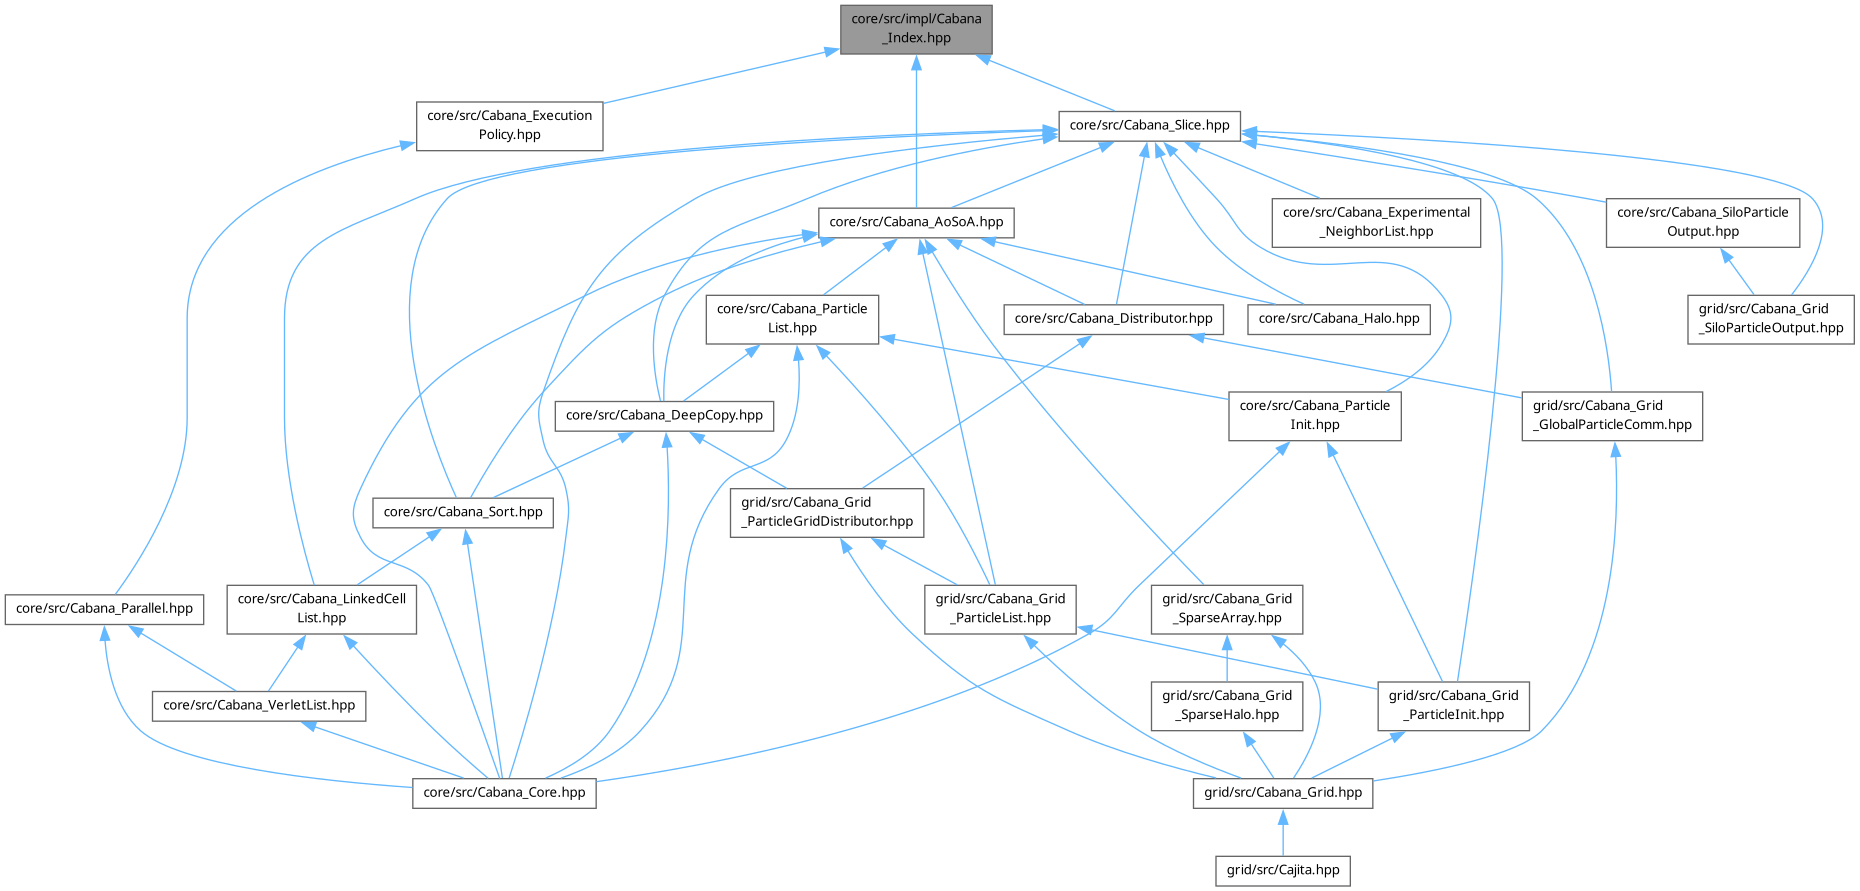 core/src/impl/Cabana
_Index.hpp
core/src/Cabana_Execution
Policy.hpp
core/src/Cabana_Slice.hpp
core/src/Cabana_AoSoA.hpp
core/src/Cabana_Experimental
_NeighborList.hpp
core/src/Cabana_SiloParticle
Output.hpp
core/src/Cabana_Particle
List.hpp
core/src/Cabana_Distributor.hpp
core/src/Cabana_Halo.hpp
grid/src/Cabana_Grid
_SiloParticleOutput.hpp
core/src/Cabana_DeepCopy.hpp
core/src/Cabana_Particle
Init.hpp
grid/src/Cabana_Grid
_GlobalParticleComm.hpp
core/src/Cabana_Sort.hpp
grid/src/Cabana_Grid
_ParticleGridDistributor.hpp
core/src/Cabana_Parallel.hpp
core/src/Cabana_LinkedCell
List.hpp
grid/src/Cabana_Grid
_ParticleList.hpp
grid/src/Cabana_Grid
_SparseArray.hpp
core/src/Cabana_VerletList.hpp
grid/src/Cabana_Grid
_SparseHalo.hpp
grid/src/Cabana_Grid
_ParticleInit.hpp
core/src/Cabana_Core.hpp
grid/src/Cabana_Grid.hpp
grid/src/Cajita.hpp